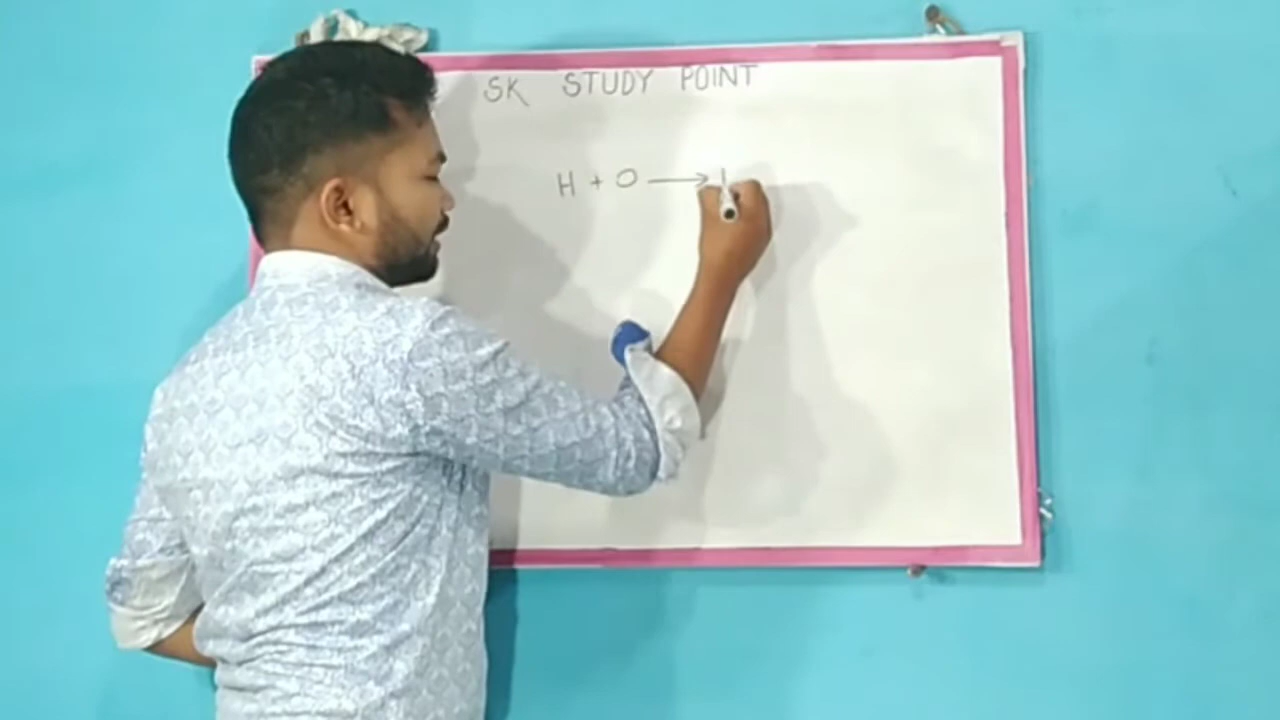 SK STUDY POINT
H + O ⟶